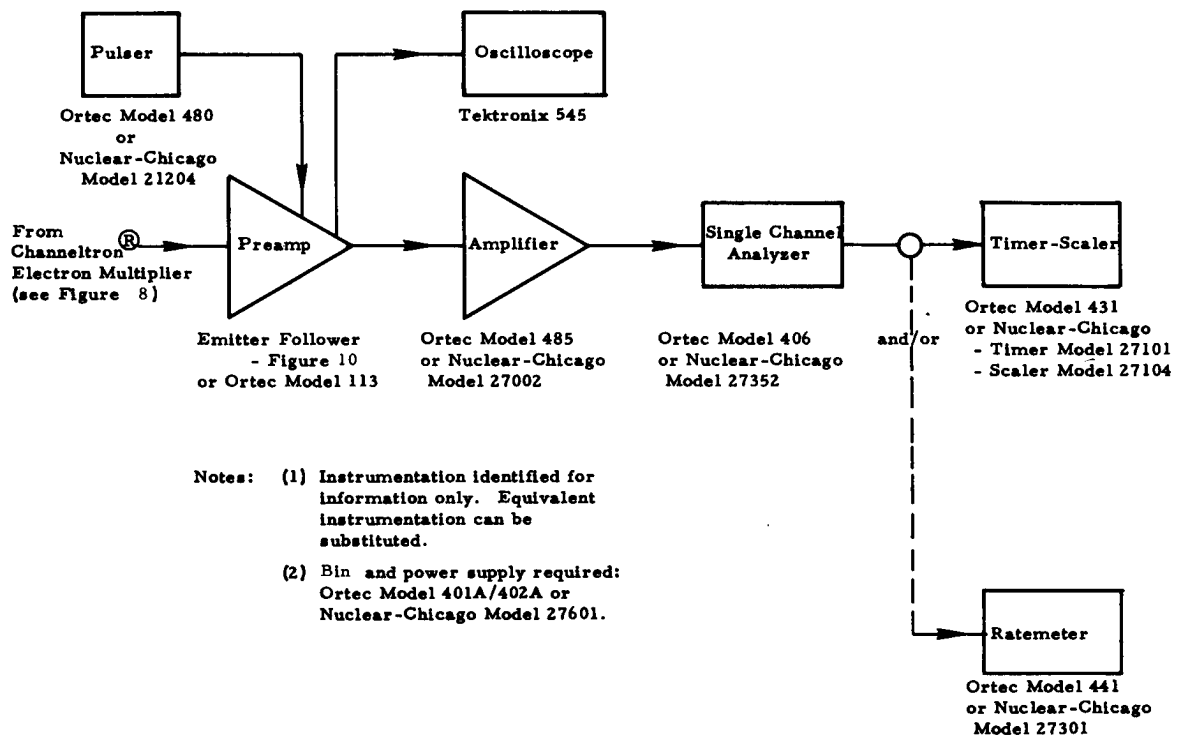 Pulser
Oscilloscope
Ortec Model 480
or
Nuclear-Chicago
Model 21204
Tektronix 545
From
Channeltron®
Electron Multiplier
(see Figure 8)
Preamp
Amplifier
Single Channel
Analyzer
Timer-Scaler
Emitter Follower
- Figure 10
or Ortec Model 113
Ortec Model 485
or Nuclear-Chicago
Model 27002
Ortec Model 406
or Nuclear-Chicago
Model 27352
and/or
Ortec Model 431
or Nuclear-Chicago
- Timer Model 27101
- Scaler Model 27104
Notes: (1) Instrumentation identified for
information only. Equivalent
instrumentation can be
substituted.
(2) Bin and power supply required:
Ortec Model 401A/402A or
Nuclear-Chicago Model 27601.
Ratemeter
Ortec Model 441
or Nuclear-Chicago
Model 27301